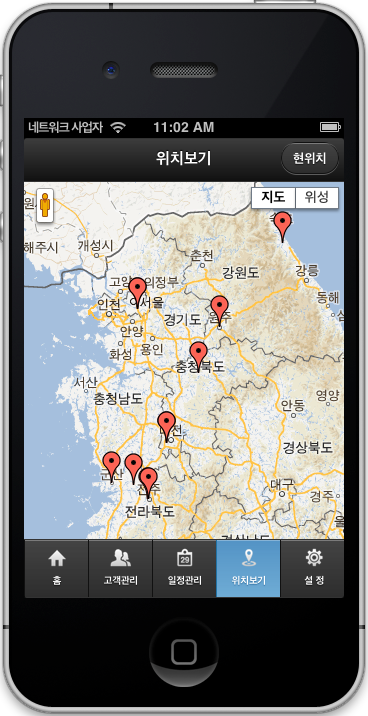 네트워크 사업자 11:02 AM
위치보기 현위치
지도 위성
해주시 개성시
춘천
강원도
강릉
고양 의정부
동해
인천 서울
경기도
안양
화성 용인
충청북도
서산
충청남도
영양
안동
대전
경상북도
군산
전주
대구
경주
전라북도
홈 고객관리 일정관리 위치보기 설 정
29